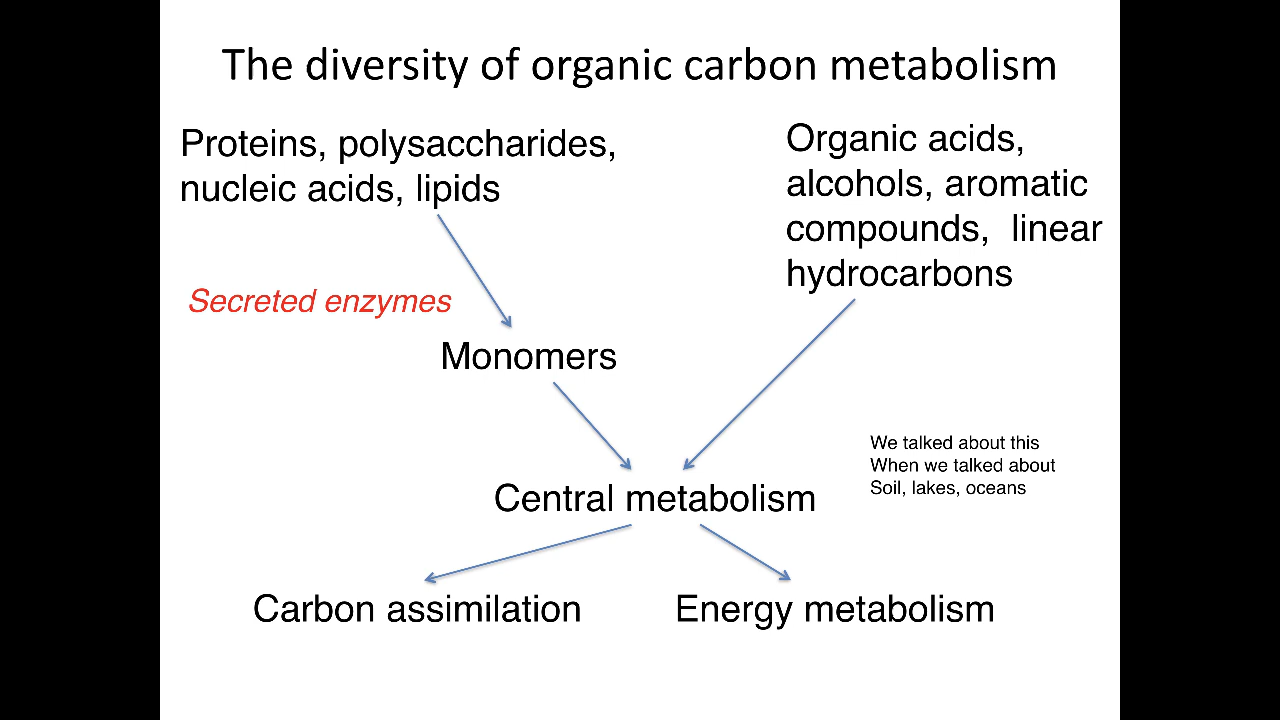 The diversity of organic carbon metabolism
Proteins, polysaccharides,
nucleic acids, lipids
Organic acids,
alcohols, aromatic
compounds,  linear
hydrocarbons
Secreted enzymes
Monomers
We talked about this
When we talked about
Soil, lakes, oceans
Central metabolism
Carbon assimilation
Energy metabolism